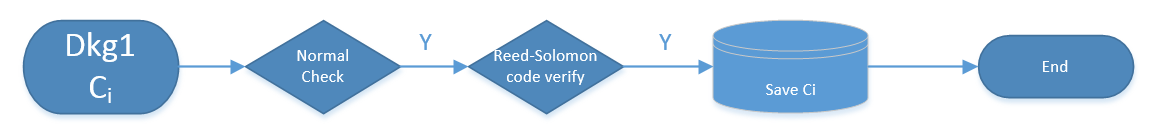 Dkg1
Ci
Normal
Check
Y
Reed-Solomon
code verify
Y
Save Ci
End